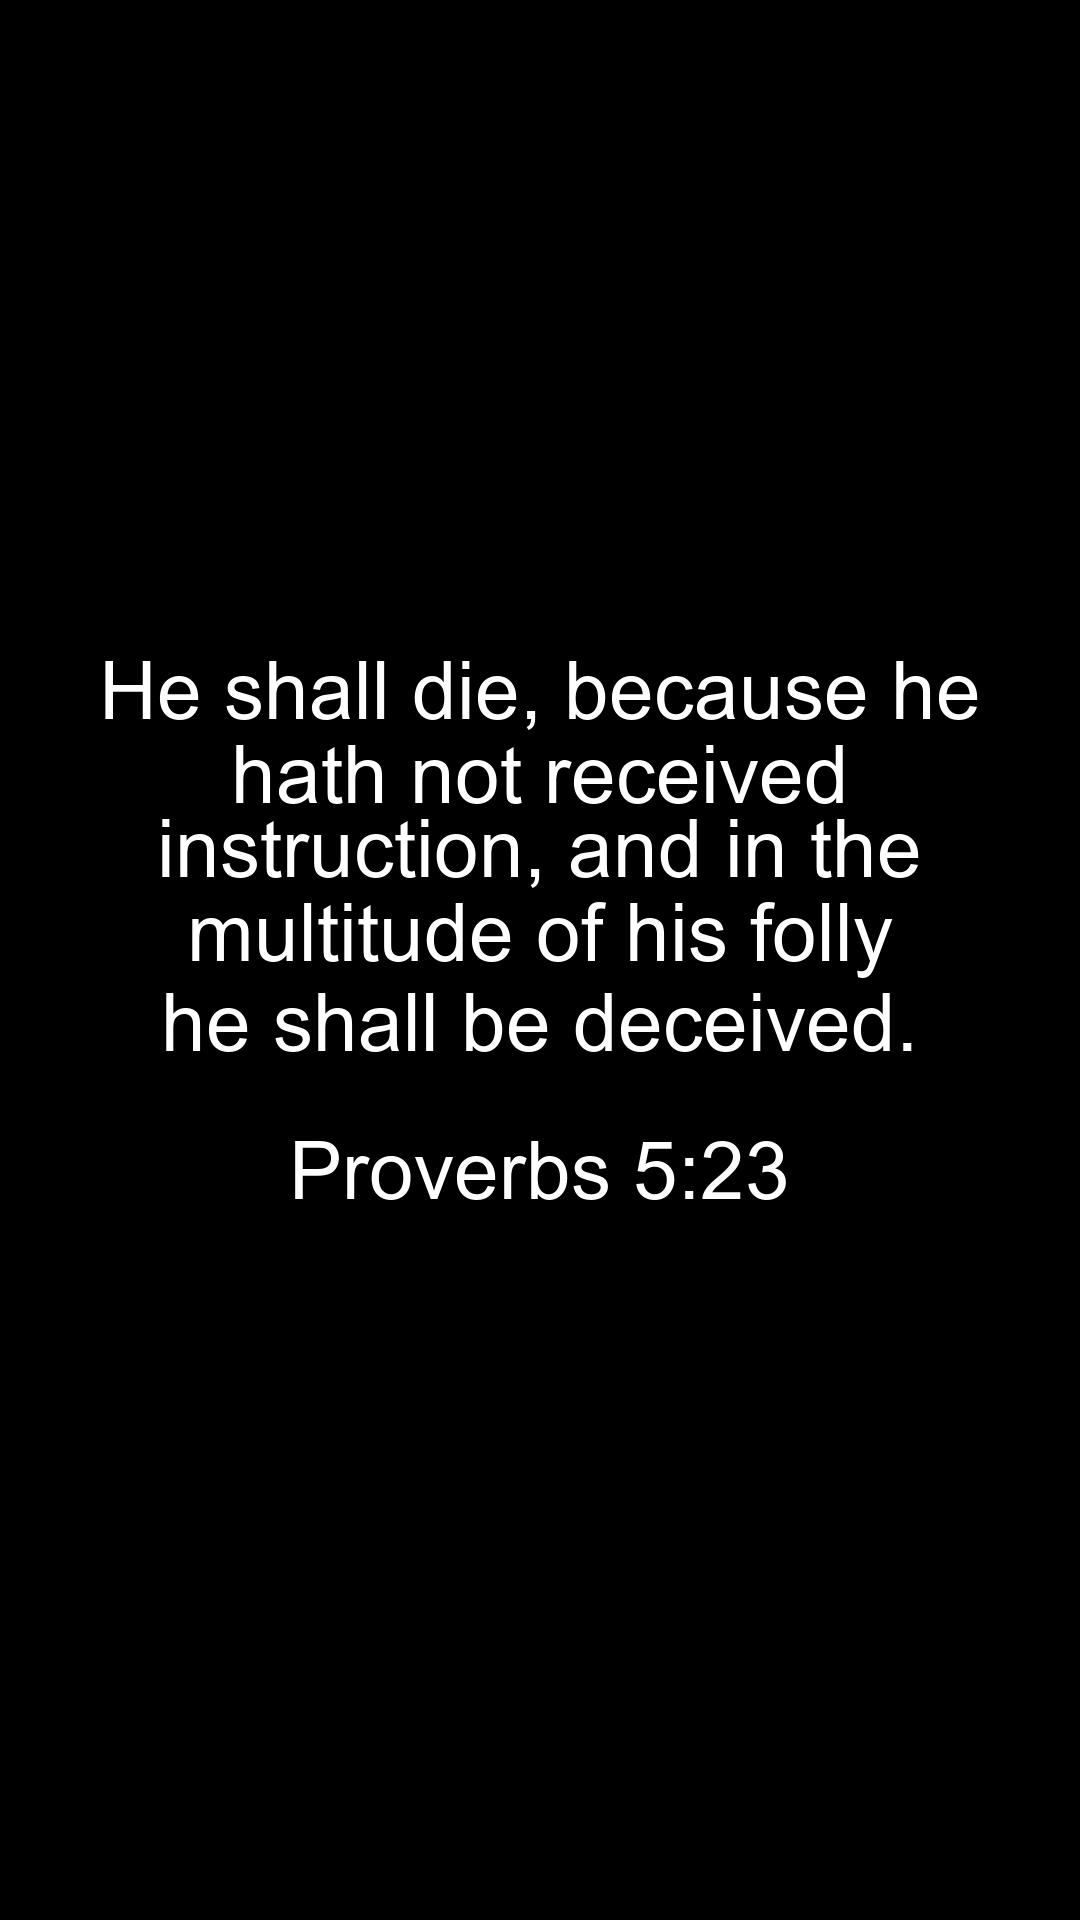 He shall die, because he
hath not received
instruction, and in the
multitude of his folly
he shall be deceived.
Proverbs 5:23